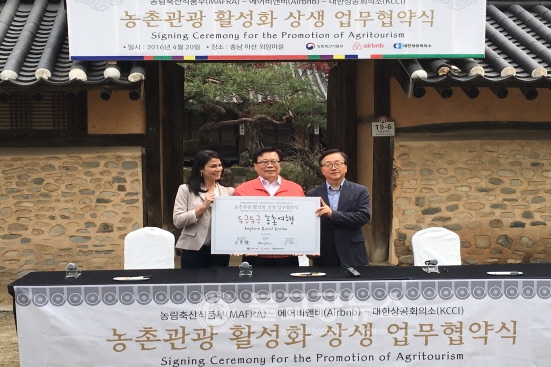 농림축산식품부(MAFRA) – 에어비앤비(Airbnb) – 대한상공회의소(KCCI)
농촌관광 활성화 상생 업무협약식
Signing Ceremony for the Promotion of Agritourism
• 일시 : 2016년 4월 20일 • 장소 : 충남 아산 외암마을
농림축산식품부 airbnb 대한상공회의소
19-6
농촌관광 활성화 상생 업무협약식
두근두근 농촌여행
Explore Rural Korea
농림축산식품부(MAFRA) – 에어비앤비(Airbnb) – 대한상공회의소(KCCI)
농촌관광 활성화 상생 업무협약식
Signing Ceremony for the Promotion of Agritourism